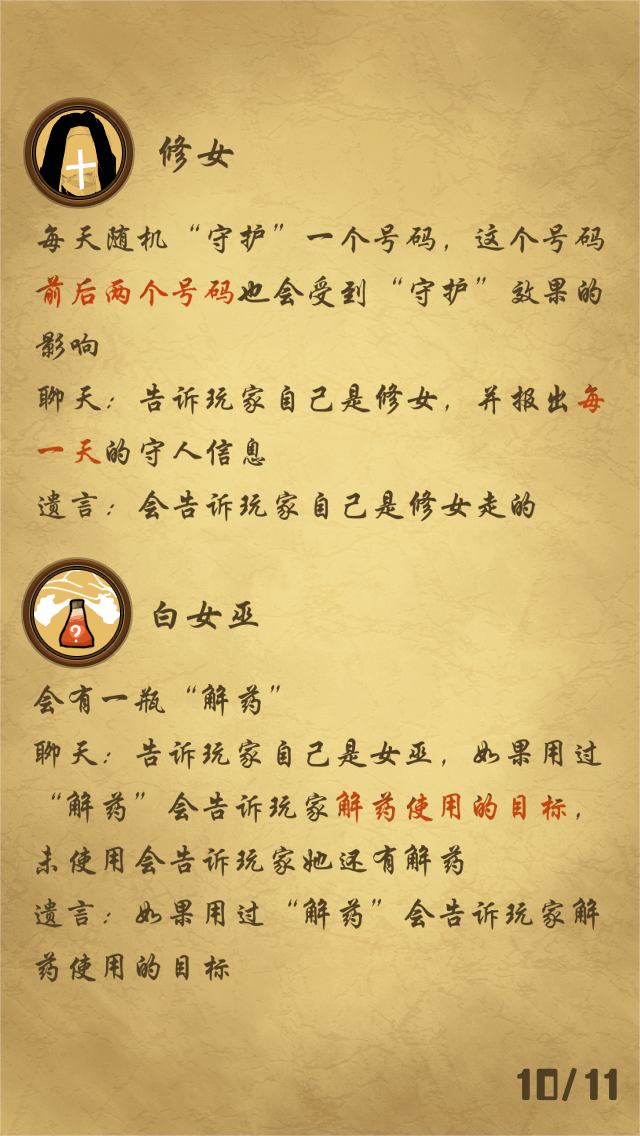 修女
每天随机“守护”一个号码，这个号码
前后两个号码也会受到“守护”效果的
影响
聊天：告诉玩家自己是修女，并报出每
一天的守人信息
遗言：会告诉玩家自己是修女走的
?
白女巫
会有一瓶“解药”
聊天：告诉玩家自己是女巫，如果用过
“解药”会告诉玩家解药使用的目标，
未使用会告诉玩家她还有解药
遗言：如果用过“解药”会告诉玩家解
药使用的目标
10/11